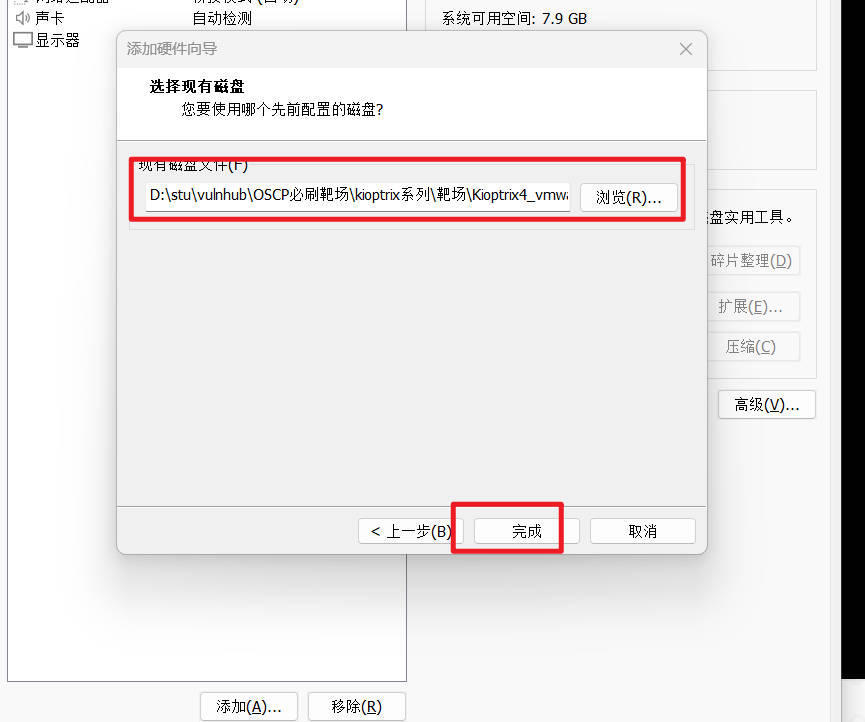 声卡 自动检测
显示器
系统可用空间: 7.9 GB
添加硬件向导
选择现有磁盘
您要使用哪个先前配置的磁盘?
现有磁盘文件(F)
D:\stu\vulnhub\OSCP必刷靶场\kioptrix系列\靶场\Kioptrix4_vmwa 浏览(R)...
盘实用工具。
碎片整理(D)
扩展(E)...
压缩(C)
高级(V)...
< 上一步(B) 完成 取消
添加(A)... 移除(R)